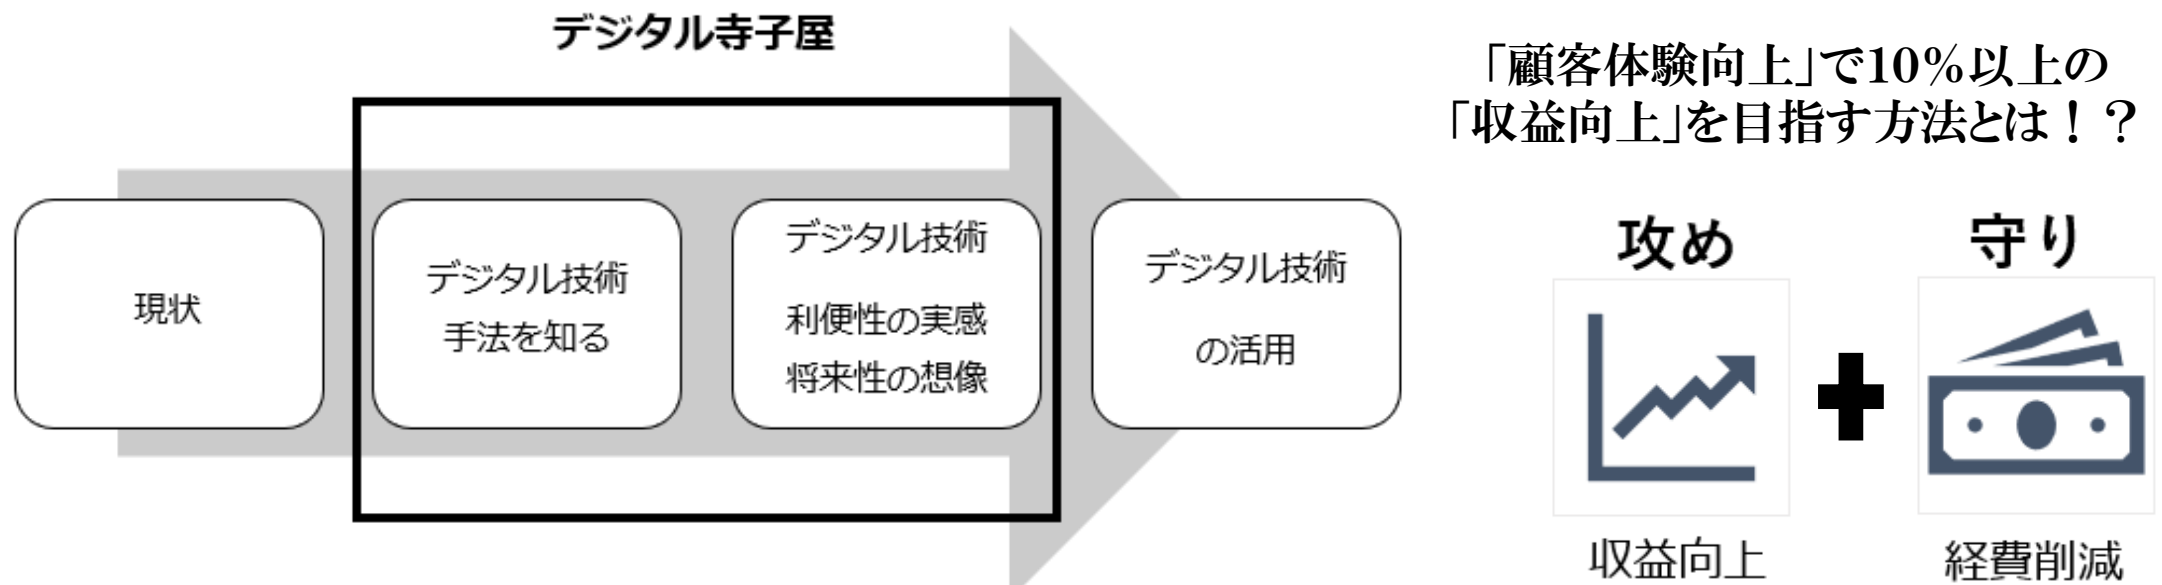 デジタル寺子屋
現状
デジタル技術
手法を知る
デジタル技術
利便性の実感
将来性の想像
デジタル技術
の活用
「顧客体験向上」で10%以上の
「収益向上」を目指す方法とは！？
攻め
守り
収益向上
経費削減